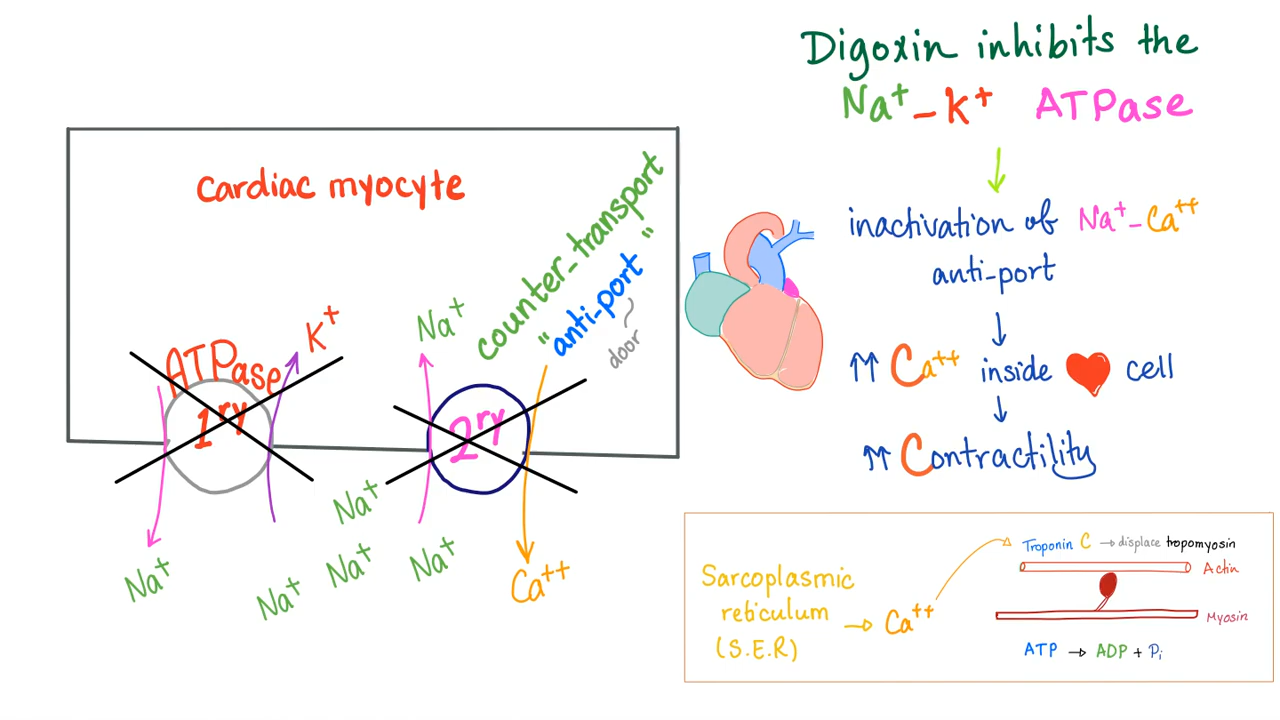 Digoxin inhibits the
Na+ - K+ ATPase
inactivation of Na+ - Ca++
anti-port
↑↑ Ca++ inside cell
↑↑ Contractility
Cardiac myocyte
counter-transport
"anti-port"
door
ATPase
1ry
K+
Na+
2ry
Na+
Na+
Na+
Na+
Na+
Ca++
Sarcoplasmic
reticulum
(S.E.R)
→ Ca++
Troponin C → displace tropomyosin
Actin
Myosin
ATP → ADP + Pi